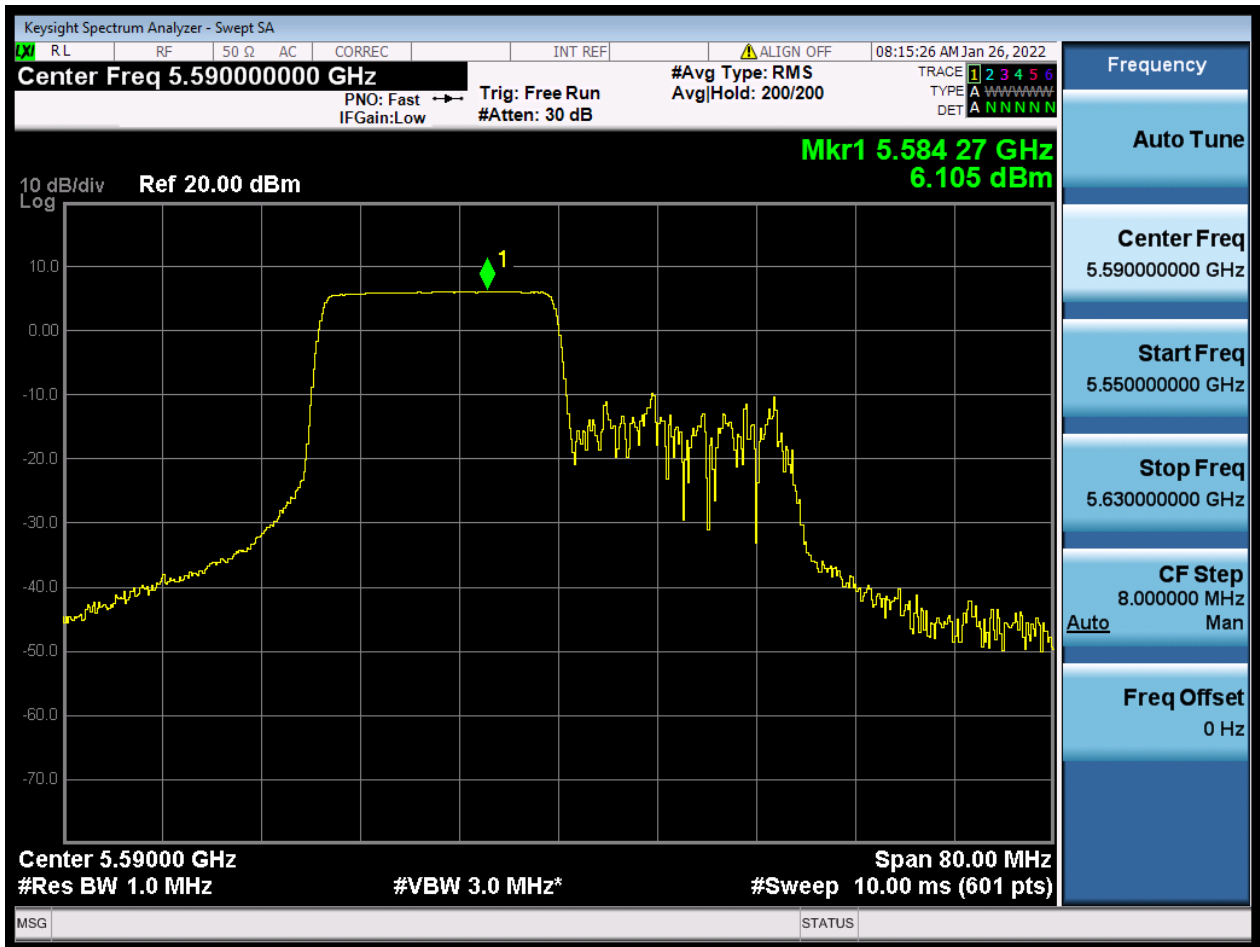 Keysight Spectrum Analyzer - Swept SA
LXI RL RF 50 Ω AC CORREC INT REF ALIGN OFF 08:15:26 AM Jan 26, 2022
Center Freq 5.590000000 GHz
PNO: Fast
IFGain:Low
Trig: Free Run
#Atten: 30 dB
#Avg Type: RMS
Avg|Hold: 200/200
TRACE 1 2 3 4 5 6
TYPE A WWWWW
DET A N N N N N
Mkr1 5.584 27 GHz
6.105 dBm
10 dB/div Ref 20.00 dBm
Log
1
10.0
0.00
-10.0
-20.0
-30.0
-40.0
-50.0
-60.0
-70.0
Center 5.59000 GHz Span 80.00 MHz
#Res BW 1.0 MHz #VBW 3.0 MHz* #Sweep 10.00 ms (601 pts)
MSG STATUS
Frequency
Auto Tune
Center Freq
5.590000000 GHz
Start Freq
5.550000000 GHz
Stop Freq
5.630000000 GHz
CF Step
8.000000 MHz
Auto Man
Freq Offset
0 Hz